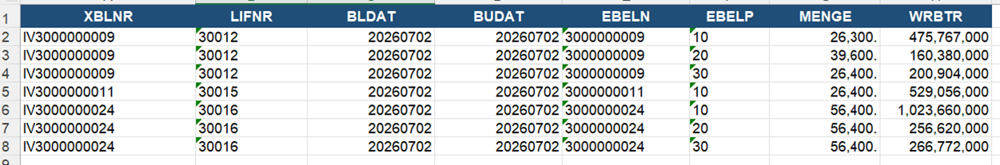 XBLNR LIFNR BLDAT BUDAT EBELN EBELP MENGE WRBTR
1
2 IV3000000009 30012 20260702 20260702 3000000009 10 26,300. 475,767,000
3 IV3000000009 30012 20260702 20260702 3000000009 20 39,600. 160,380,000
4 IV3000000009 30012 20260702 20260702 3000000009 30 26,400. 200,904,000
5 IV3000000011 30015 20260702 20260702 3000000011 10 26,400. 529,056,000
6 IV3000000024 30016 20260702 20260702 3000000024 10 56,400. 1,023,660,000
7 IV3000000024 30016 20260702 20260702 3000000024 20 56,400. 256,620,000
8 IV3000000024 30016 20260702 20260702 3000000024 30 56,400. 266,772,000